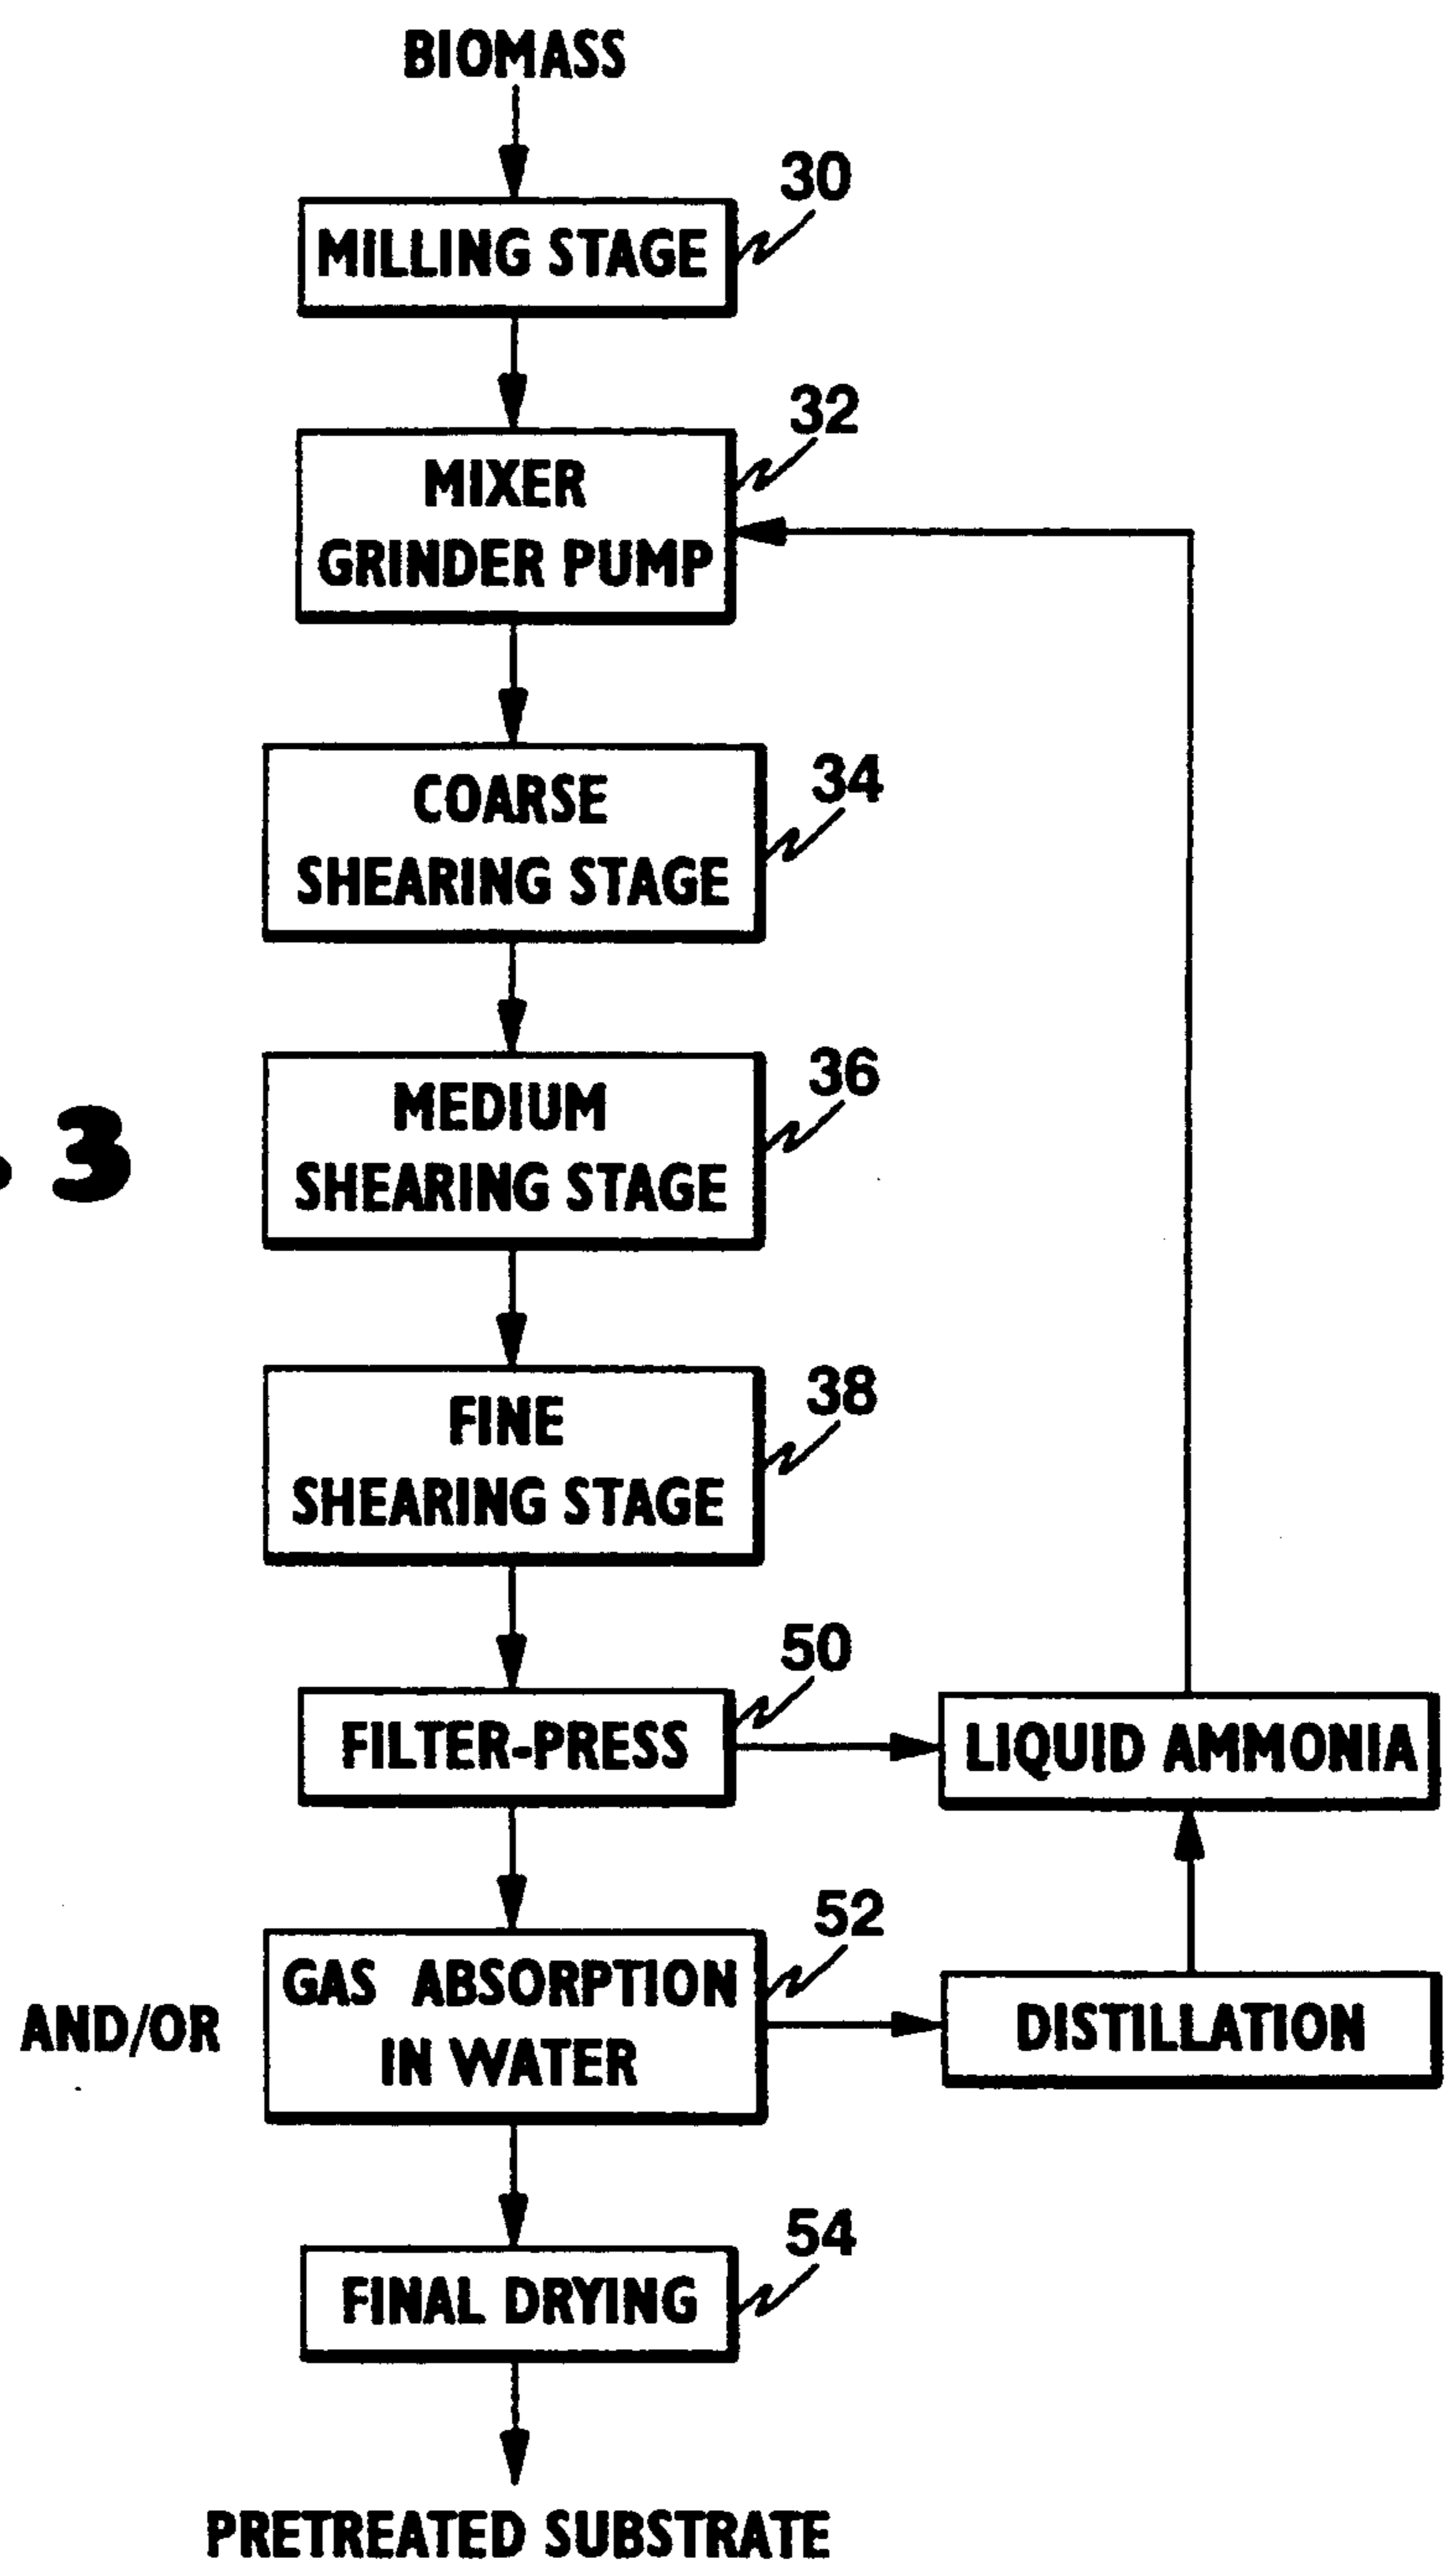 BIOMASS
30
MILLING STAGE
32
MIXER
GRINDER PUMP
34
COARSE
SHEARING STAGE
36
MEDIUM
SHEARING STAGE
. 3
38
FINE
SHEARING STAGE
50
FILTER-PRESS
LIQUID AMMONIA
52
GAS ABSORPTION
IN WATER
AND/OR
DISTILLATION
54
FINAL DRYING
PRETREATED SUBSTRATE